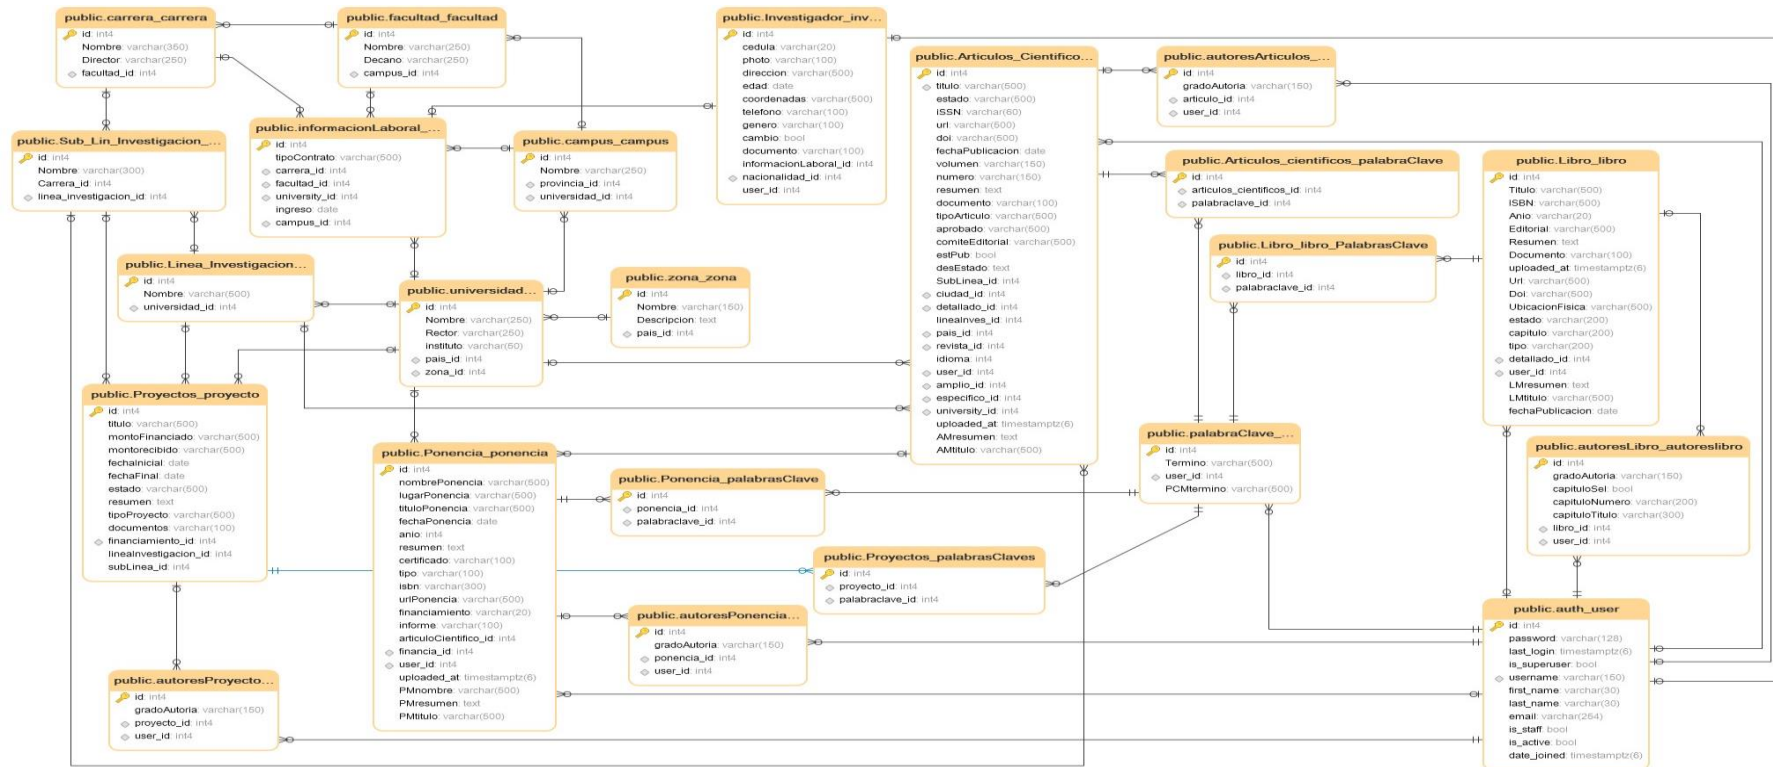 public.carrera_carrera
id: int4
Nombre: varchar(350)
Director: varchar(250)
facultad_id: int4
public.facultad_facultad
id: int4
Nombre: varchar(250)
Decano: varchar(250)
campus_id: int4
public.Investigador_inv...
id: int4
cedula: varchar(20)
photo: varchar(100)
direccion: varchar(500)
edad: date
coordenadas: varchar(500)
telefono: varchar(100)
genero: varchar(100)
cambio: bool
documento: varchar(100)
informacionLaboral_id: int4
nacionalidad_id: int4
user_id: int4
public.Articulos_Cientifico...
id: int4
titulo: varchar(500)
estado: varchar(500)
ISSN: varchar(60)
url: varchar(500)
doi: varchar(500)
fechaPublicacion: date
volumen: varchar(150)
numero: varchar(150)
resumen: text
documento: varchar(100)
tipoArticulo: varchar(500)
aprobado: varchar(500)
comiteEditorial: varchar(500)
estPub: bool
desEstado: text
SubLinea_id: int4
ciudad_id: int4
detallado_id: int4
lineaInves_id: int4
pais_id: int4
revista_id: int4
idioma: int4
user_id: int4
amplio_id: int4
especifico_id: int4
university_id: int4
uploaded_at: timestamptz(6)
AMresumen: text
AMtitulo: varchar(500)
public.autoresArticulos_...
id: int4
gradoAutoria: varchar(150)
articulo_id: int4
user_id: int4
public.Sub_Lin_Investigacion_...
id: int4
Nombre: varchar(300)
Carrera_id: int4
linea_investigacion_id: int4
public.informacionLaboral_...
id: int4
tipoContrato: varchar(500)
carrera_id: int4
facultad_id: int4
university_id: int4
ingreso: date
campus_id: int4
public.campus_campus
id: int4
Nombre: varchar(250)
provincia_id: int4
universidad_id: int4
public.Articulos_cientificos_palabraClave
id: int4
articulos_cientificos_id: int4
palabraclave_id: int4
public.Libro_libro
id: int4
Titulo: varchar(500)
ISBN: varchar(500)
Anio: varchar(20)
Editorial: varchar(500)
Resumen: text
Documento: varchar(100)
uploaded_at: timestamptz(6)
Url: varchar(500)
Doi: varchar(500)
UbicacionFisica: varchar(500)
estado: varchar(200)
capitulo: varchar(200)
tipo: varchar(200)
detallado_id: int4
user_id: int4
LMresumen: text
LMtitulo: varchar(500)
fechaPublicacion: date
public.Libro_libro_PalabrasClave
id: int4
libro_id: int4
palabraclave_id: int4
public.Linea_Investigacion...
id: int4
Nombre: varchar(500)
universidad_id: int4
public.universidad...
id: int4
Nombre: varchar(250)
Rector: varchar(250)
instituto: varchar(50)
pais_id: int4
zona_id: int4
public.zona_zona
id: int4
Nombre: varchar(150)
Descripcion: text
pais_id: int4
public.Proyectos_proyecto
id: int4
titulo: varchar(500)
montoFinanciado: varchar(500)
montorecibido: varchar(500)
fechaInicial: date
fechaFinal: date
estado: varchar(500)
resumen: text
tipoProyecto: varchar(500)
documentos: varchar(100)
financiamiento_id: int4
lineaInvestigacion_id: int4
subLinea_id: int4
public.Ponencia_ponencia
id: int4
nombrePonencia: varchar(500)
lugarPonencia: varchar(500)
tituloPonencia: varchar(500)
fechaPonencia: date
anio: int4
resumen: text
certificado: varchar(100)
tipo: varchar(100)
isbn: varchar(300)
urlPonencia: varchar(500)
financiamiento: varchar(20)
informe: varchar(100)
articuloCientifico_id: int4
financia_id: int4
user_id: int4
uploaded_at: timestamptz(6)
PMnombre: varchar(500)
PMresumen: text
PMtitulo: varchar(500)
public.Ponencia_palabrasClave
id: int4
ponencia_id: int4
palabraclave_id: int4
public.palabraClave_...
id: int4
Termino: varchar(500)
user_id: int4
PCMtermino: varchar(500)
public.autoresLibro_autoreslibro
id: int4
gradoAutoria: varchar(150)
capituloSel: bool
capituloNumero: varchar(200)
capituloTitulo: varchar(300)
libro_id: int4
user_id: int4
public.Proyectos_palabrasClaves
id: int4
proyecto_id: int4
palabraclave_id: int4
public.autoresPonencia...
id: int4
gradoAutoria: varchar(150)
ponencia_id: int4
user_id: int4
public.auth_user
id: int4
password: varchar(128)
last_login: timestamptz(6)
is_superuser: bool
username: varchar(150)
first_name: varchar(30)
last_name: varchar(30)
email: varchar(254)
is_staff: bool
is_active: bool
date_joined: timestamptz(6)
public.autoresProyecto...
id: int4
gradoAutoria: varchar(150)
proyecto_id: int4
user_id: int4